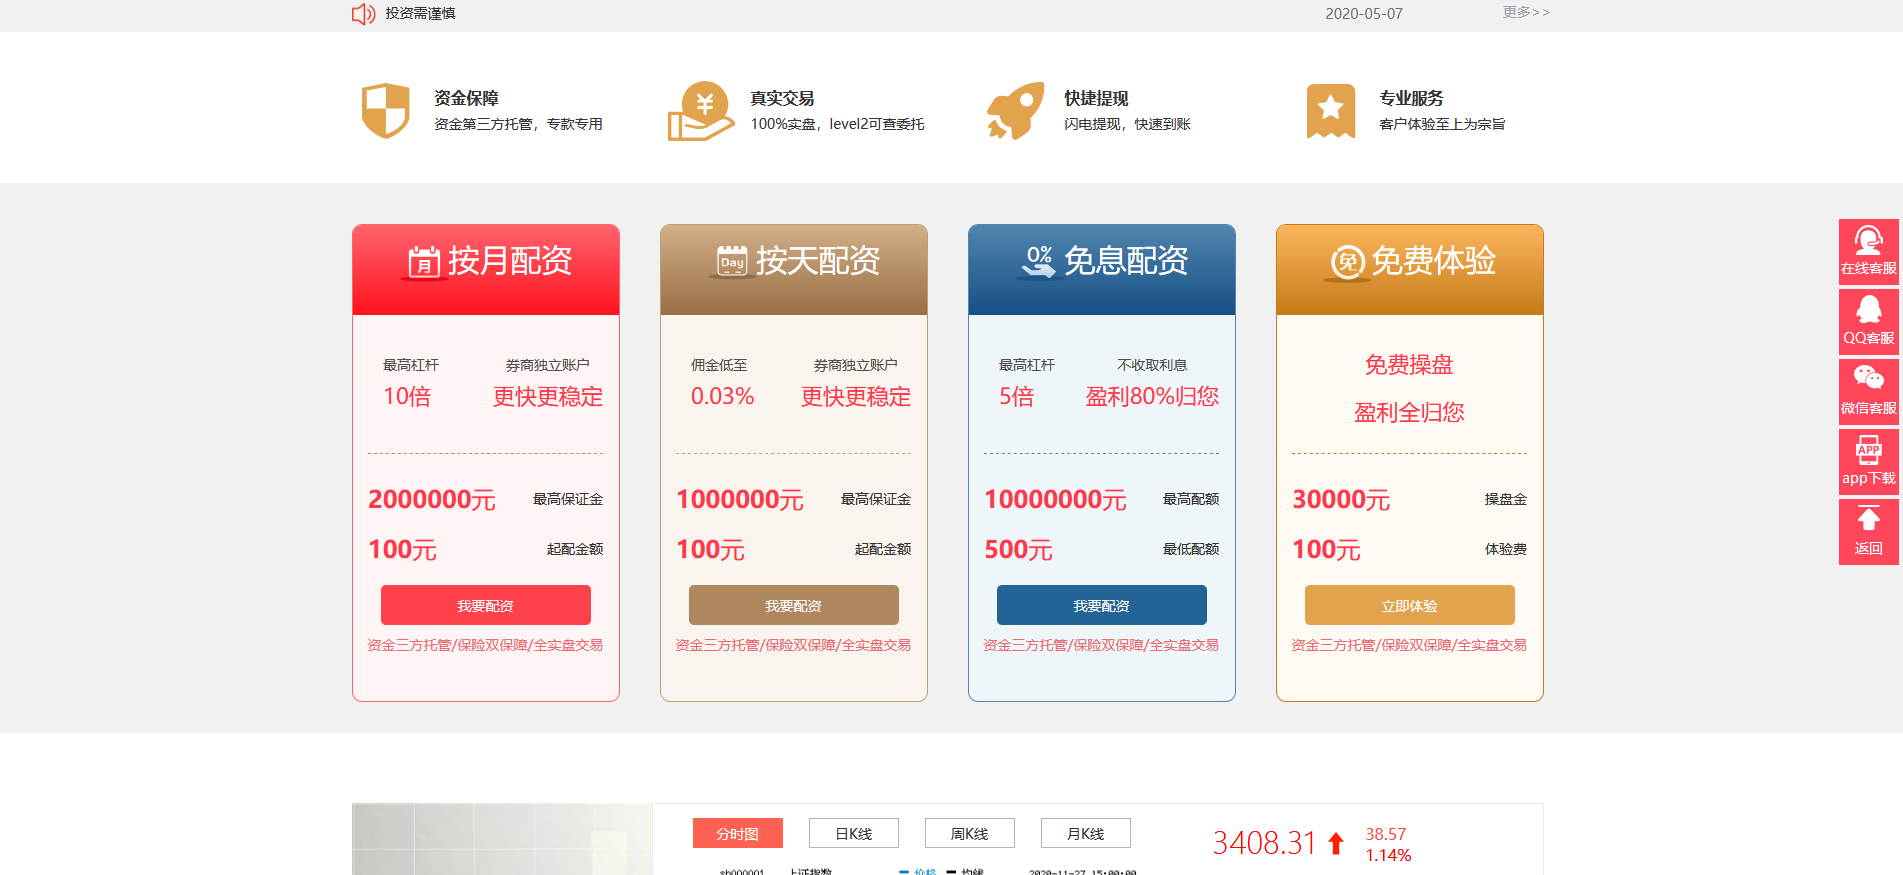 投资需谨慎 2020-05-07 更多>>
资金保障
资金第三方托管，专款专用
真实交易
100%实盘，level2可查委托
快捷提现
闪电提现，快速到账
专业服务
客户体验至上为宗旨
月 按月配资
最高杠杆 券商独立账户
10倍 更快更稳定
2000000元 最高保证金
100元 起配金额
我要配资
资金三方托管/保险双保障/全实盘交易
Day 按天配资
佣金低至 券商独立账户
0.03% 更快更稳定
1000000元 最高保证金
100元 起配金额
我要配资
资金三方托管/保险双保障/全实盘交易
0% 免息配资
最高杠杆 不收取利息
5倍 盈利80%归您
10000000元 最高配额
500元 最低配额
我要配资
资金三方托管/保险双保障/全实盘交易
免 免费体验
免费操盘
盈利全归您
30000元 操盘金
100元 体验费
立即体验
资金三方托管/保险双保障/全实盘交易
在线客服
QQ客服
微信客服
APP
app下载
返回
分时图 日K线 周K线 月K线
3408.31 38.57
1.14%
sh000001 上证指数 价格 均线 2020-11-27 15:00:00